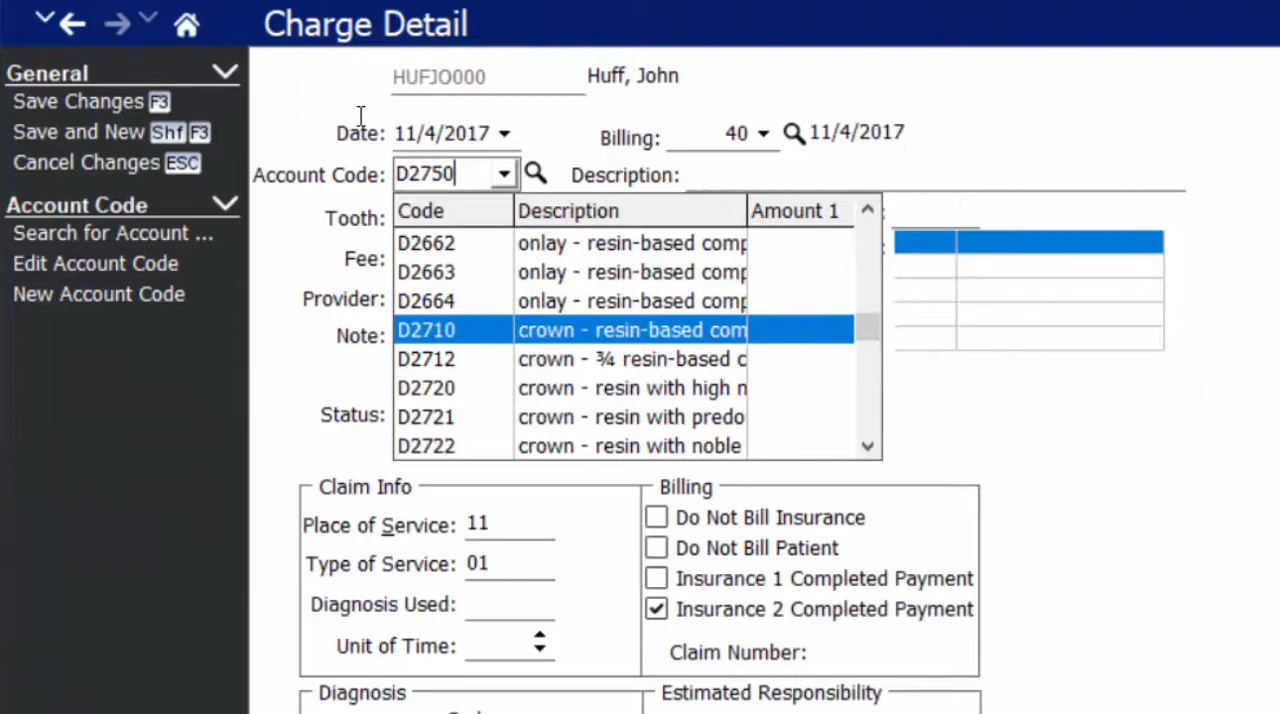 Charge Detail
General
Save Changes F3
Save and New Shf F3
Cancel Changes ESC
Account Code
Search for Account ...
Edit Account Code
New Account Code
HUFJO000 Huff, John
Date: 11/4/2017 Billing: 40 11/4/2017
Account Code: D2750 Description:
Tooth:
Fee:
Provider:
Note:
Status:
Code Description Amount 1
D2662 onlay - resin-based comp
D2663 onlay - resin-based comp
D2664 onlay - resin-based comp
D2710 crown - resin-based com
D2712 crown - ¾ resin-based c
D2720 crown - resin with high n
D2721 crown - resin with predo
D2722 crown - resin with noble
Claim Info
Place of Service: 11
Type of Service: 01
Diagnosis Used:
Unit of Time:
Billing
Do Not Bill Insurance
Do Not Bill Patient
Insurance 1 Completed Payment
Insurance 2 Completed Payment
Claim Number:
Diagnosis
Estimated Responsibility